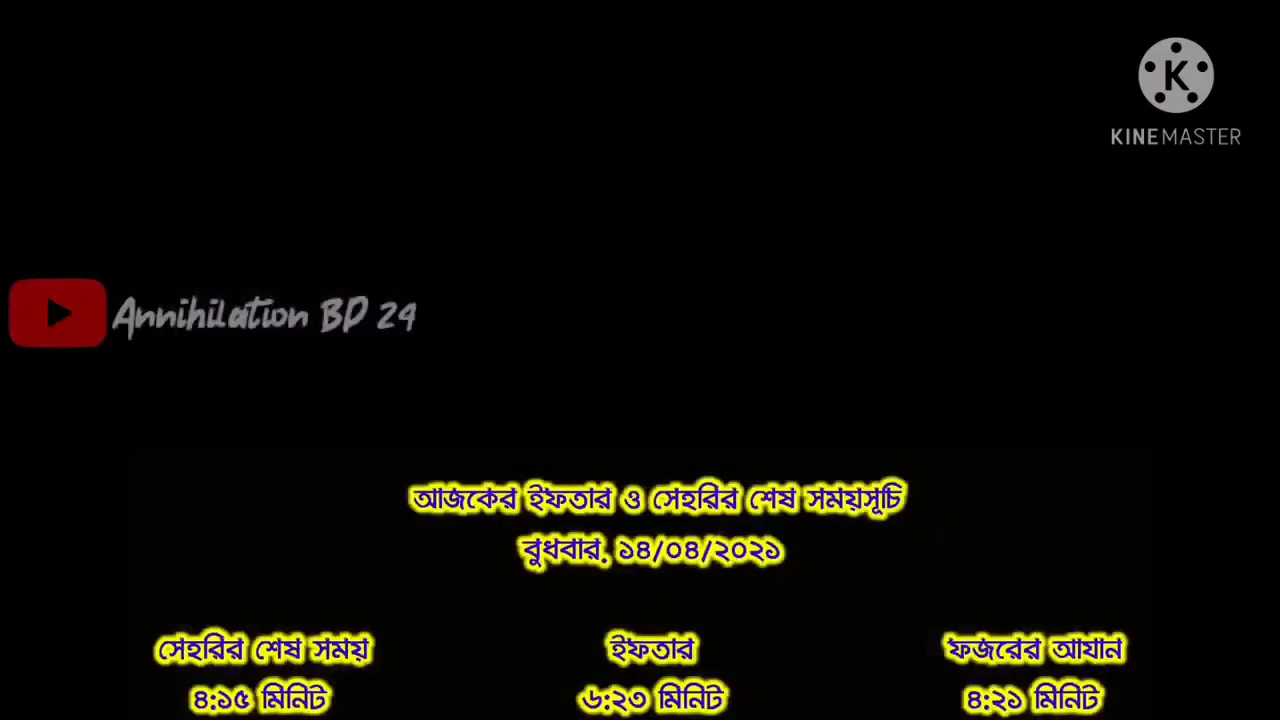 K
KINEMASTER
Annihilation BD 24
আজকের ইফতার ও সেহরির শেষ সময়সূচি
বুধবার, ১৪/০৪/২০২১
সেহরির শেষ সময় ইফতার ফজরের আযান
৪:১৫ মিনিট ৬:২৩ মিনিট ৪:২১ মিনিট